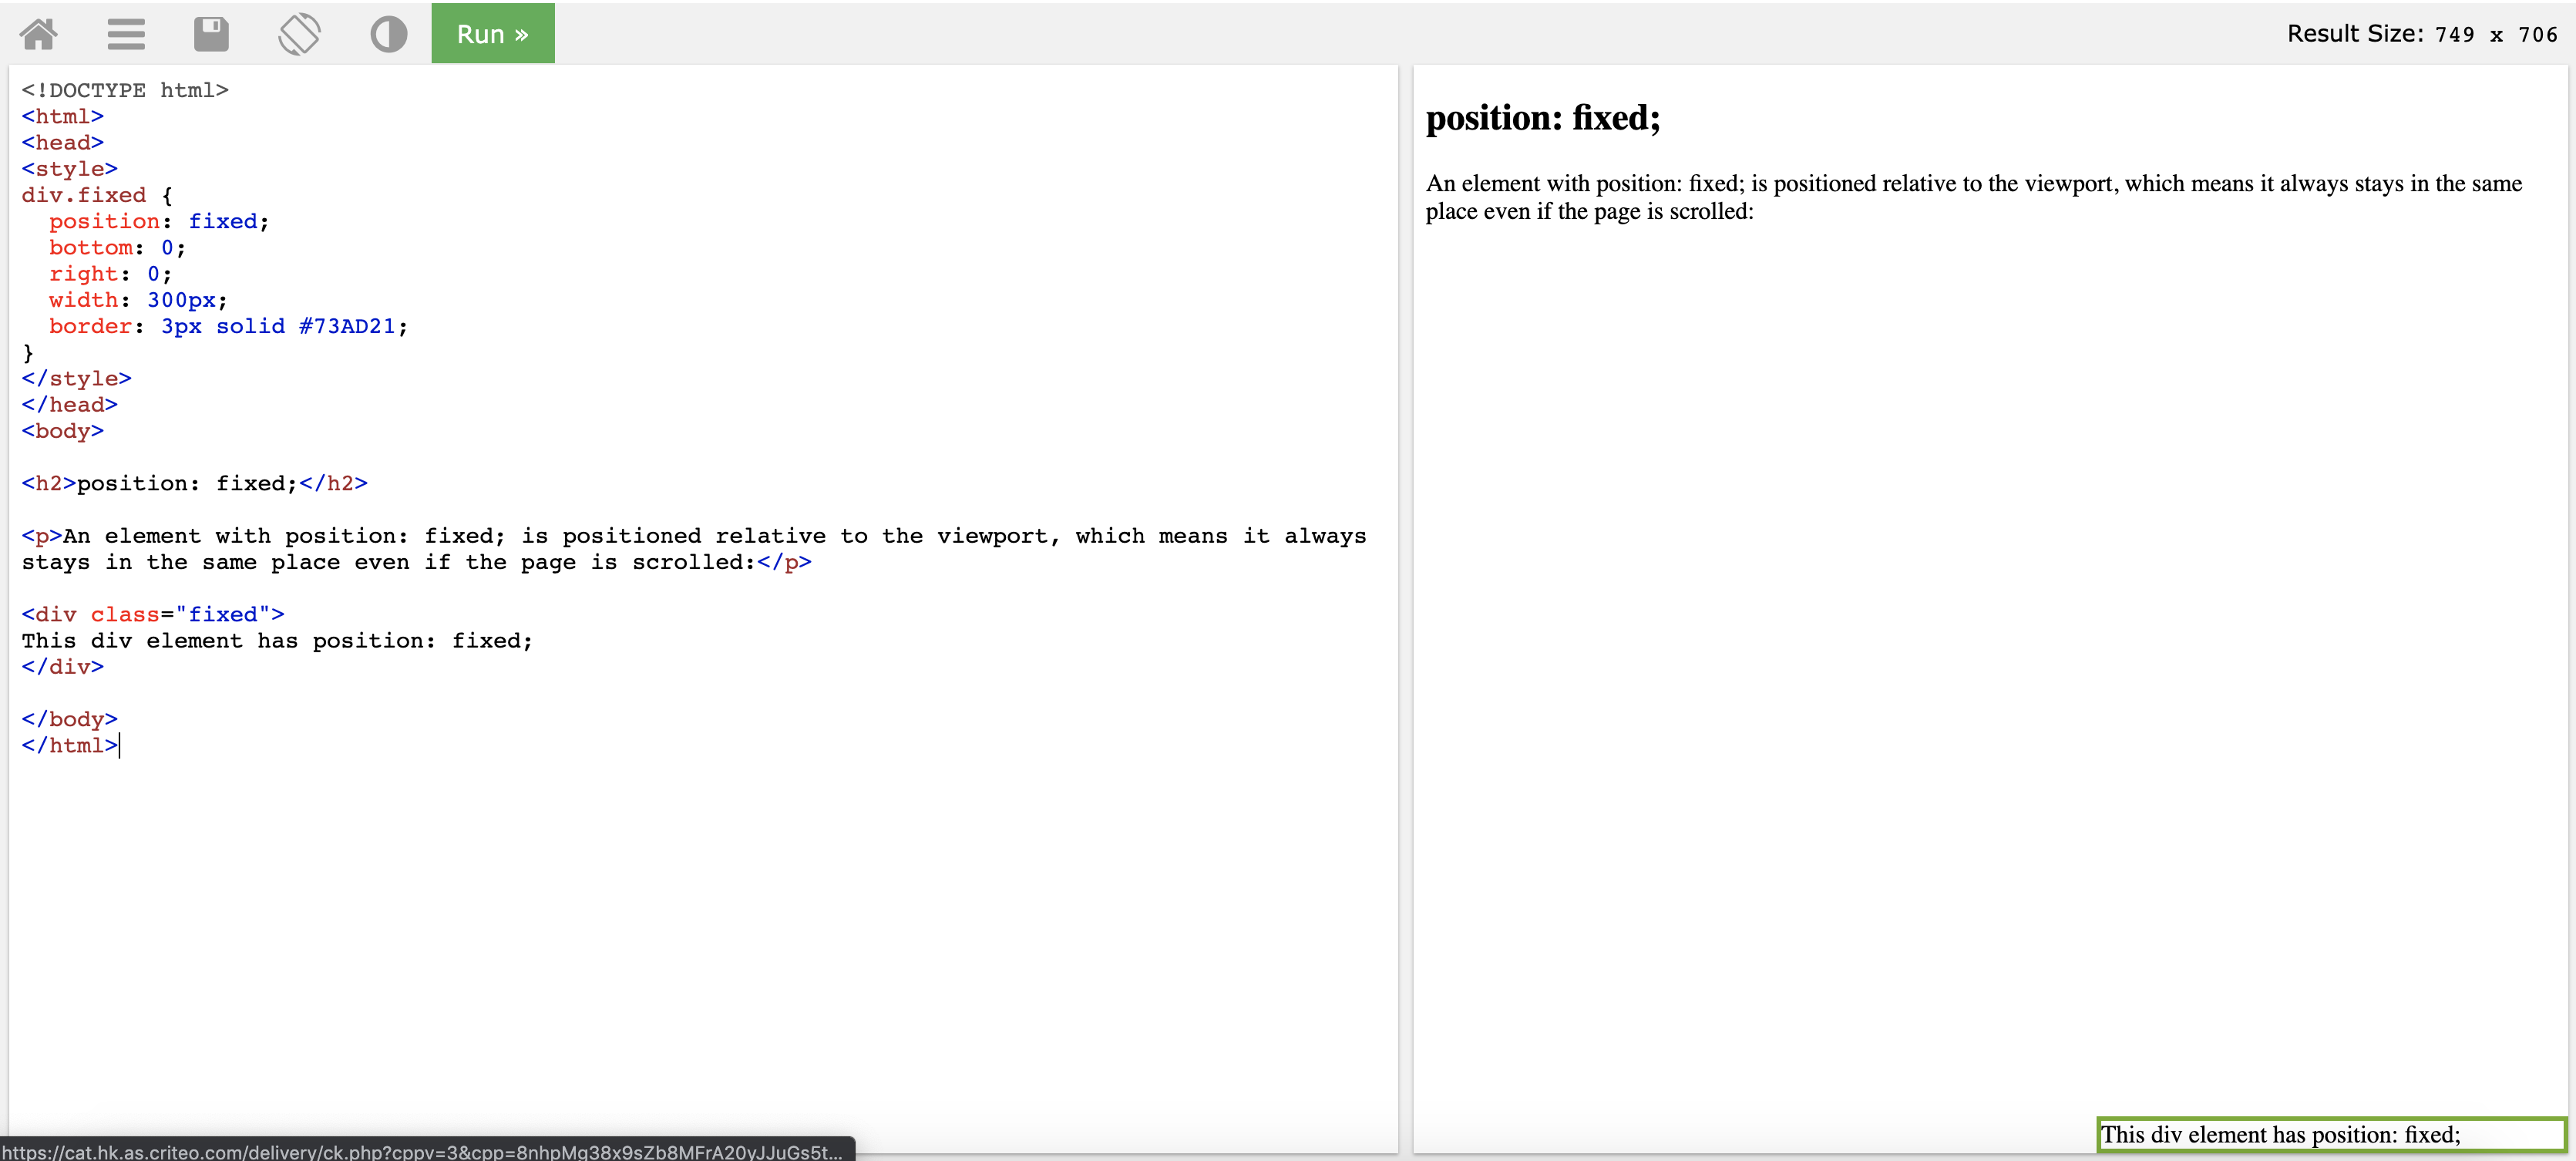 Run »
Result Size: 749 x 706
<!DOCTYPE html>
<html>
<head>
<style>
div.fixed {
  position: fixed;
  bottom: 0;
  right: 0;
  width: 300px;
  border: 3px solid #73AD21;
}
</style>
</head>
<body>

<h2>position: fixed;</h2>

<p>An element with position: fixed; is positioned relative to the viewport, which means it always
stays in the same place even if the page is scrolled:</p>

<div class="fixed">
This div element has position: fixed;
</div>

</body>
</html>
position: fixed;
An element with position: fixed; is positioned relative to the viewport, which means it always stays in the same
place even if the page is scrolled:
This div element has position: fixed;
https://cat.hk.as.criteo.com/delivery/ck.php?cppv=3&cpp=8nhpMg38x9sZb8MFrA20yJJuGs5t...